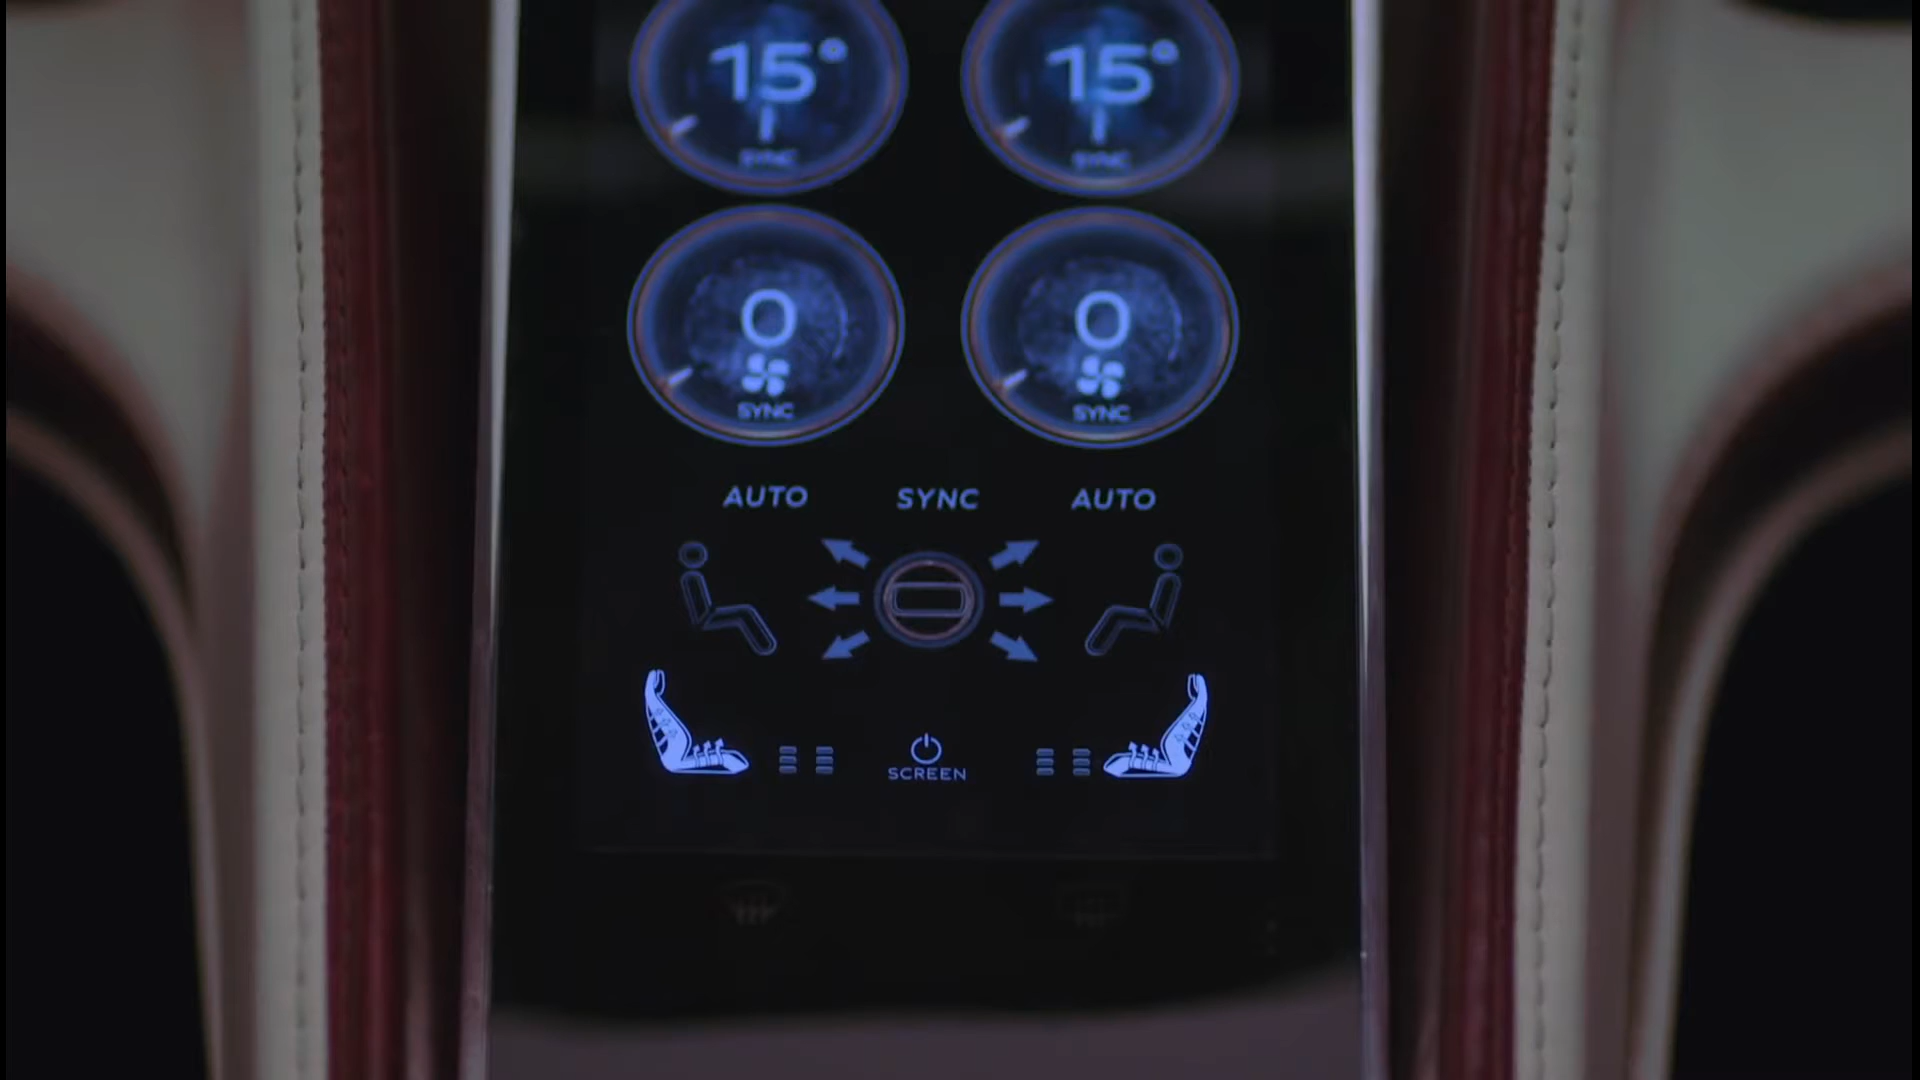 15° 15°
SYNC SYNC
0 0
SYNC SYNC
AUTO SYNC AUTO
SCREEN